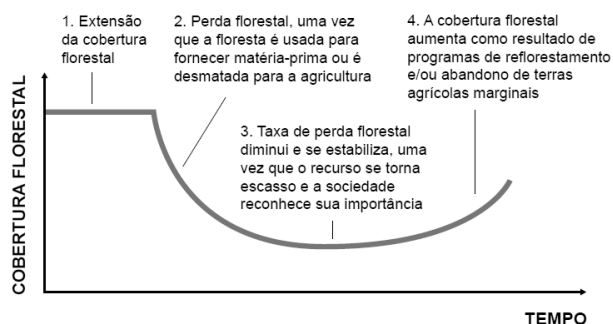 1. Extensão
da cobertura
florestal
2. Perda florestal, uma vez
que a floresta é usada para
fornecer matéria-prima ou é
desmatada para a agricultura
3. Taxa de perda florestal
diminui e se estabiliza, uma
vez que o recurso se torna
escasso e a sociedade
reconhece sua importância
4. A cobertura florestal
aumenta como resultado de
programas de reflorestamento
e/ou abandono de terras
agrícolas marginais
COBERTURA FLORESTAL
TEMPO